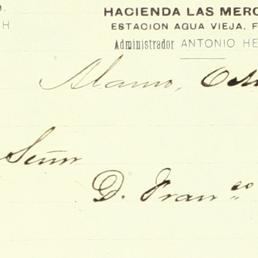 HACIENDA LAS MERC
ESTACION AGUA VIEJA, F
Administrador ANTONIO HE
Alamo,
Señor
D. Fran.co